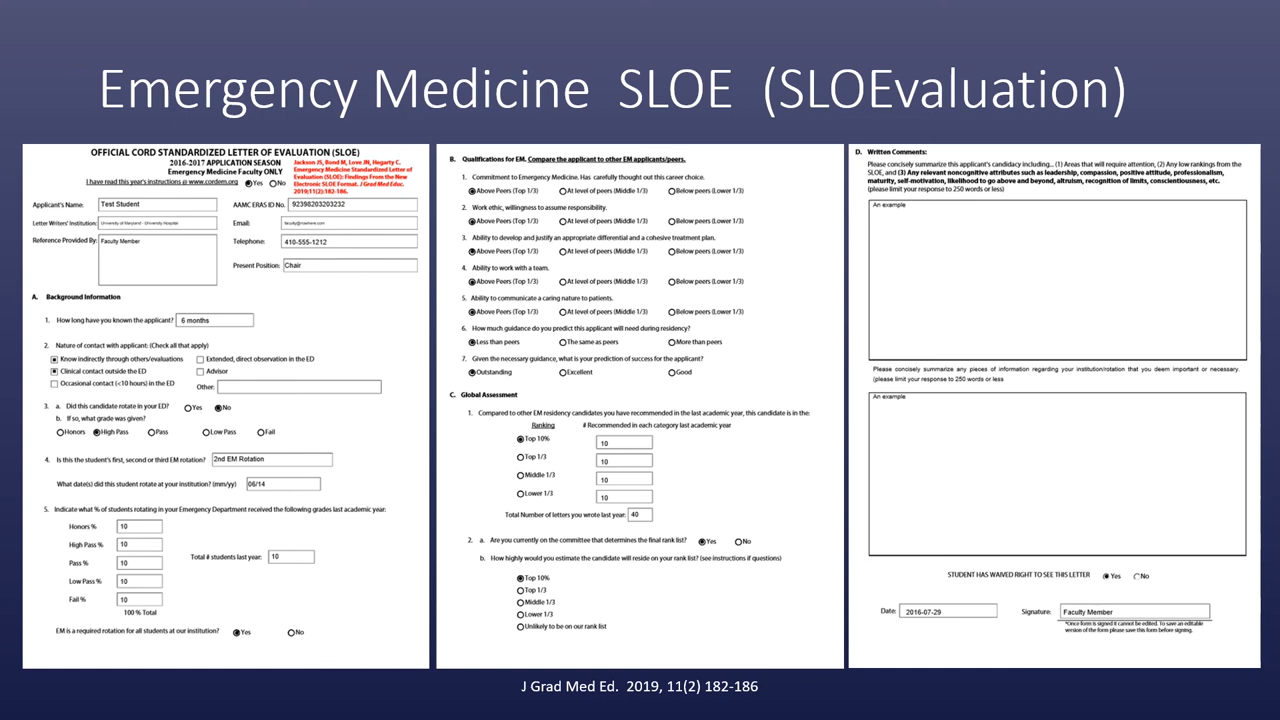 Emergency Medicine SLOE (SLOEvaluation)
OFFICIAL CORD STANDARDIZED LETTER OF EVALUATION (SLOE)
2016-2017 APPLICATION SEASON
Emergency Medicine Faculty ONLY
I have read this year's instructions @ www.cordem.org Yes No
Jackson JS, Bond M, Love JN, Hegarty C.
Emergency Medicine Standardized Letter of
Evaluation (SLOE): Findings From the New
Electronic SLOE Format. J Grad Med Educ.
2019;11(2):182-186.
Applicant's Name: Test Student AAMC ERAS ID No. 92398203203232
Letter Writers' Institution: University of Maryland - University Hospital Email: faculty@nowhere.com
Reference Provided By: Faculty Member Telephone: 410-555-1212
Present Position: Chair
A. Background Information
1. How long have you known the applicant? 6 months
2. Nature of contact with applicant: (Check all that apply)
Know indirectly through others/evaluations Extended, direct observation in the ED
Clinical contact outside the ED Advisor
Occasional contact (<10 hours) in the ED Other:
3. a. Did this candidate rotate in your ED? Yes No
b. If so, what grade was given?
Honors High Pass Pass Low Pass Fail
4. Is this the student's first, second or third EM rotation? 2nd EM Rotation
What date(s) did this student rotate at your institution? (mm/yy) 06/14
5. Indicate what % of students rotating in your Emergency Department received the following grades last academic year:
Honors % 10
High Pass % 10
Pass % 10
Total # students last year: 10
Low Pass % 10
Fail % 10
100 % Total
EM is a required rotation for all students at our institution? Yes No
B. Qualifications for EM. Compare the applicant to other EM applicants/peers.
1. Commitment to Emergency Medicine. Has carefully thought out this career choice.
Above Peers (Top 1/3) At level of peers (Middle 1/3) Below peers (Lower 1/3)
2. Work ethic, willingness to assume responsibility.
Above Peers (Top 1/3) At level of peers (Middle 1/3) Below peers (Lower 1/3)
3. Ability to develop and justify an appropriate differential and a cohesive treatment plan.
Above Peers (Top 1/3) At level of peers (Middle 1/3) Below peers (Lower 1/3)
4. Ability to work with a team.
Above Peers (Top 1/3) At level of peers (Middle 1/3) Below peers (Lower 1/3)
5. Ability to communicate a caring nature to patients.
Above Peers (Top 1/3) At level of peers (Middle 1/3) Below peers (Lower 1/3)
6. How much guidance do you predict this applicant will need during residency?
Less than peers The same as peers More than peers
7. Given the necessary guidance, what is your prediction of success for the applicant?
Outstanding Excellent Good
C. Global Assessment
1. Compared to other EM residency candidates you have recommended in the last academic year, this candidate is in the:
Ranking # Recommended in each category last academic year
Top 10% 10
Top 1/3 10
Middle 1/3 10
Lower 1/3 10
Total Number of letters you wrote last year: 40
2. a. Are you currently on the committee that determines the final rank list? Yes No
b. How highly would you estimate the candidate will reside on your rank list? (see instructions if questions)
Top 10%
Top 1/3
Middle 1/3
Lower 1/3
Unlikely to be on our rank list
D. Written Comments:
Please concisely summarize this applicant's candidacy including... (1) Areas that will require attention, (2) Any low rankings from the
SLOE, and (3) Any relevant noncognitive attributes such as leadership, compassion, positive attitude, professionalism,
maturity, self-motivation, likelihood to go above and beyond, altruism, recognition of limits, conscientiousness, etc.
(please limit your response to 250 words or less)
An example
Please concisely summarize any pieces of information regarding your institution/rotation that you deem important or necessary.
(please limit your response to 250 words or less
An example
STUDENT HAS WAIVED RIGHT TO SEE THIS LETTER Yes No
Date: 2016-07-29 Signature: Faculty Member
*Once form is signed it cannot be edited. To save an editable
version of the form please save this form before signing.
J Grad Med Ed. 2019, 11(2) 182-186